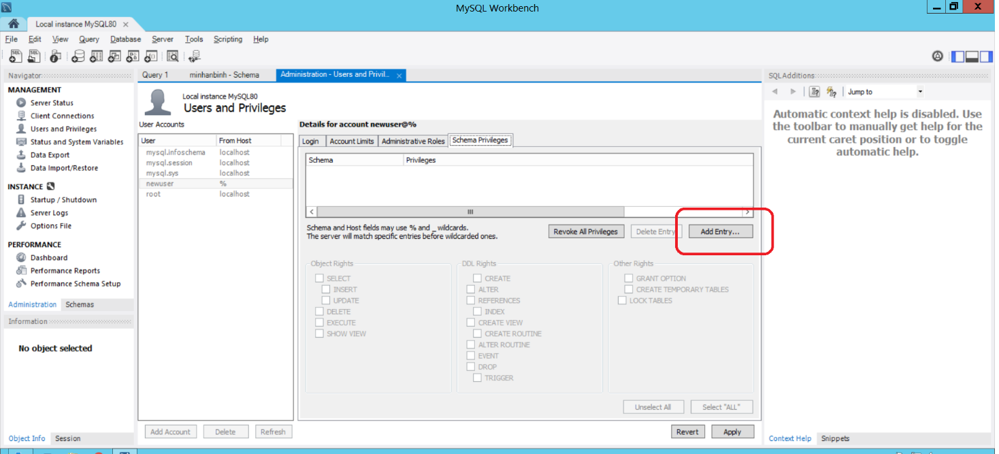 MySQL Workbench
Local instance MySQL80
File Edit View Query Database Server Tools Scripting Help
Navigator
MANAGEMENT
Server Status
Client Connections
Users and Privileges
Status and System Variables
Data Export
Data Import/Restore
INSTANCE
Startup / Shutdown
Server Logs
Options File
PERFORMANCE
Dashboard
Performance Reports
Performance Schema Setup
Administration Schemas
Information
No object selected
Object Info Session
Query 1 minhanbinh - Schema Administration - Users and Privil...
Local instance MySQL80
Users and Privileges
User Accounts
User From Host
mysql.infoschema localhost
mysql.session localhost
mysql.sys localhost
newuser %
root localhost
Add Account Delete Refresh
Details for account newuser@%
Login Account Limits Administrative Roles Schema Privileges
Schema Privileges
Schema and Host fields may use % and _ wildcards.
The server will match specific entries before wildcarded ones.
Revoke All Privileges Delete Entry Add Entry...
Object Rights
SELECT
INSERT
UPDATE
DELETE
EXECUTE
SHOW VIEW
DDL Rights
CREATE
ALTER
REFERENCES
INDEX
CREATE VIEW
CREATE ROUTINE
ALTER ROUTINE
EVENT
DROP
TRIGGER
Other Rights
GRANT OPTION
CREATE TEMPORARY TABLES
LOCK TABLES
Unselect All Select "ALL"
Revert Apply
SQLAdditions
Jump to
Automatic context help is disabled. Use
the toolbar to manually get help for the
current caret position or to toggle
automatic help.
Context Help Snippets